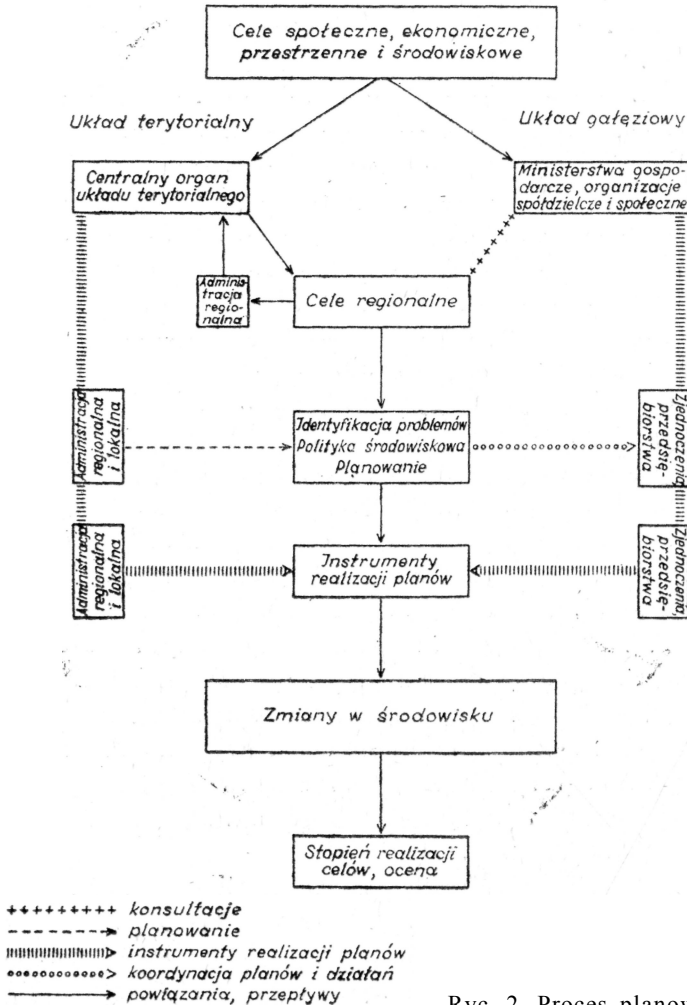 Cele społeczne, ekonomiczne,
przestrzenne i środowiskowe
Układ terytorialny
Układ gałęziowy
Centralny organ
układu terytorialnego
Ministerstwa gospo-
darcze, organizacje
spółdzielcze i społeczne
Adminis-
tracja
regio-
nalna
Cele regionalne
Administracja
regionalna
i lokalna
Identyfikacja problemów
Polityka środowiskowa
Planowanie
Zjednoczenia,
przedsię-
biorstwa
Administracja
regionalna
i lokalna
Instrumenty
realizacji planów
Zjednoczenia,
przedsię-
biorstwa
Zmiany w środowisku
Stopień realizacji
celów, ocena
konsultacje
planowanie
instrumenty realizacji planów
koordynacja planów i działań
powiązania, przepływy
Ryc. 2. Proces planow